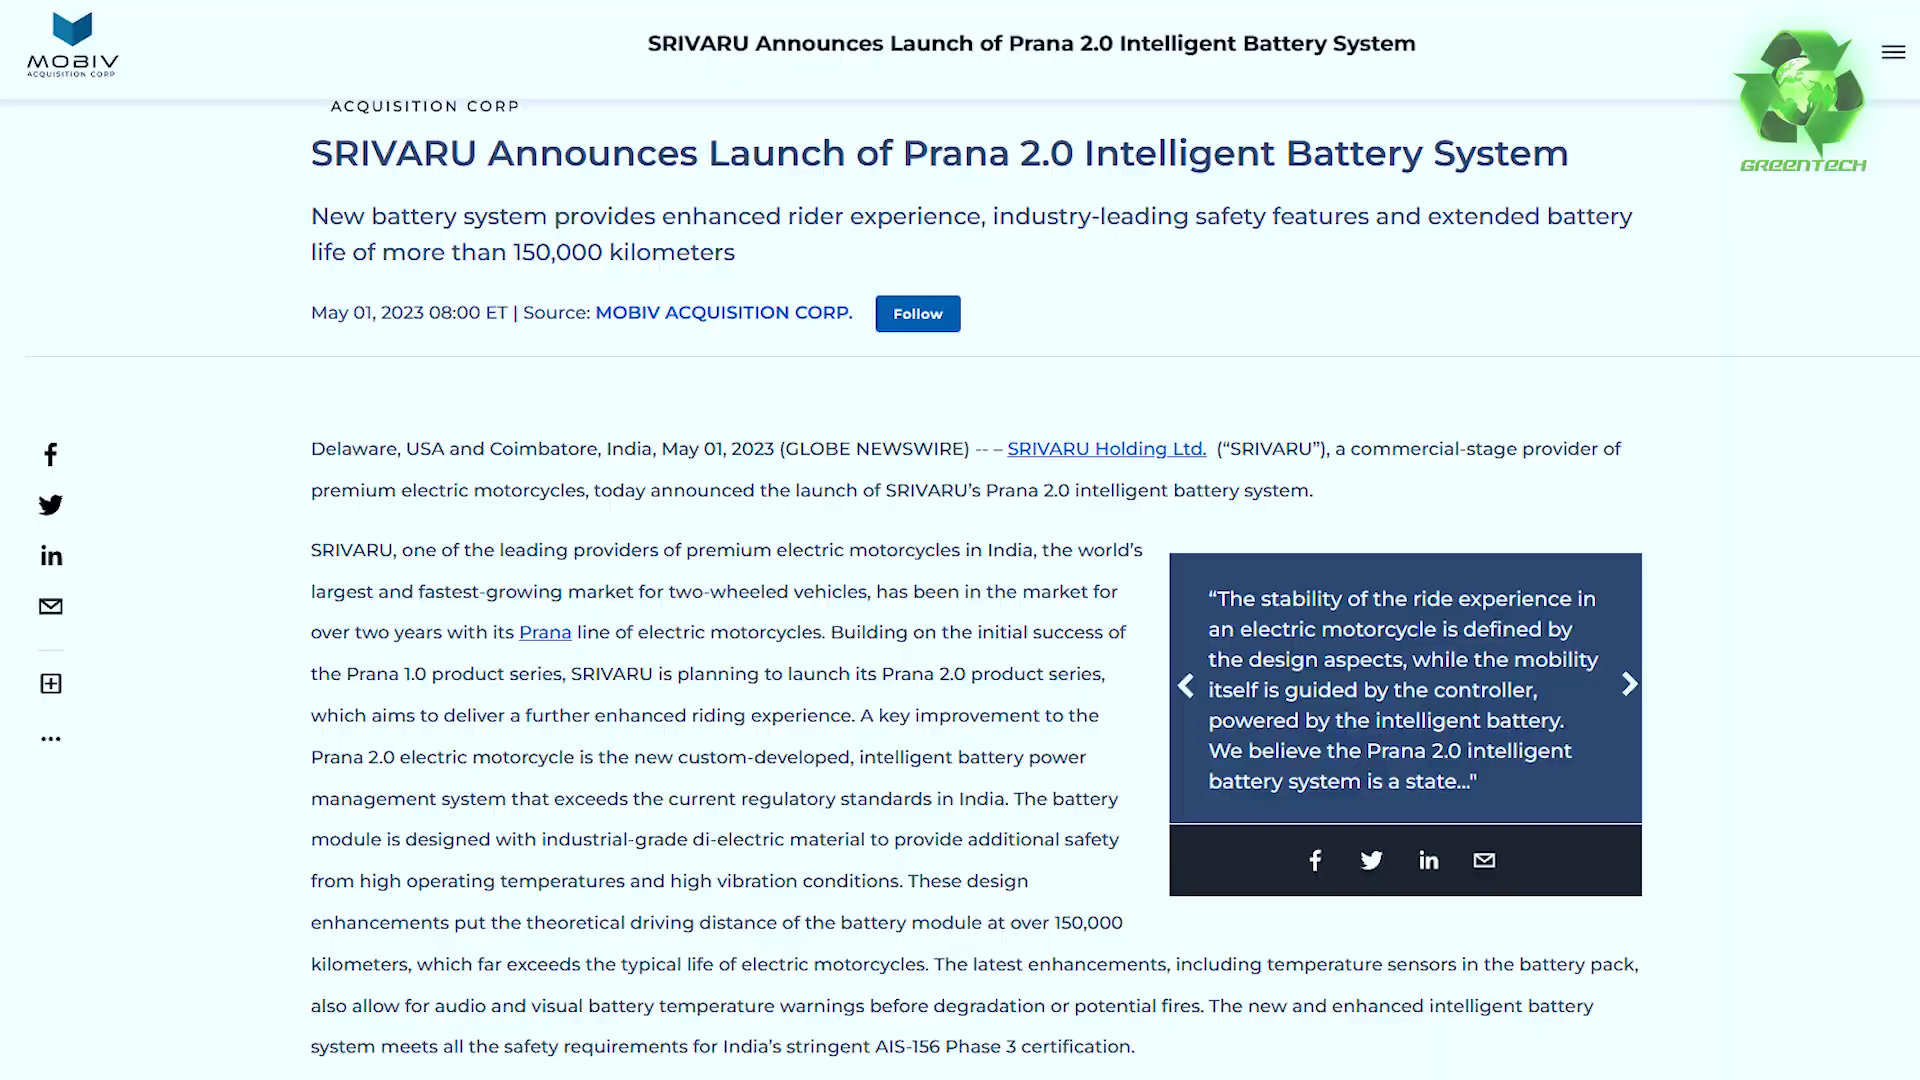 MOBIV
ACQUISITION CORP
SRIVARU Announces Launch of Prana 2.0 Intelligent Battery System
GREENTECH
ACQUISITION CORP
SRIVARU Announces Launch of Prana 2.0 Intelligent Battery System
New battery system provides enhanced rider experience, industry-leading safety features and extended battery
life of more than 150,000 kilometers
May 01, 2023 08:00 ET | Source: MOBIV ACQUISITION CORP.
Follow
Delaware, USA and Coimbatore, India, May 01, 2023 (GLOBE NEWSWIRE) -- – SRIVARU Holding Ltd. (“SRIVARU”), a commercial-stage provider of
premium electric motorcycles, today announced the launch of SRIVARU’s Prana 2.0 intelligent battery system.
SRIVARU, one of the leading providers of premium electric motorcycles in India, the world’s
largest and fastest-growing market for two-wheeled vehicles, has been in the market for
over two years with its Prana line of electric motorcycles. Building on the initial success of
the Prana 1.0 product series, SRIVARU is planning to launch its Prana 2.0 product series,
which aims to deliver a further enhanced riding experience. A key improvement to the
Prana 2.0 electric motorcycle is the new custom-developed, intelligent battery power
management system that exceeds the current regulatory standards in India. The battery
module is designed with industrial-grade di-electric material to provide additional safety
from high operating temperatures and high vibration conditions. These design
enhancements put the theoretical driving distance of the battery module at over 150,000
kilometers, which far exceeds the typical life of electric motorcycles. The latest enhancements, including temperature sensors in the battery pack,
also allow for audio and visual battery temperature warnings before degradation or potential fires. The new and enhanced intelligent battery
system meets all the safety requirements for India’s stringent AIS-156 Phase 3 certification.
“The stability of the ride experience in
an electric motorcycle is defined by
the design aspects, while the mobility
itself is guided by the controller,
powered by the intelligent battery.
We believe the Prana 2.0 intelligent
battery system is a state..."